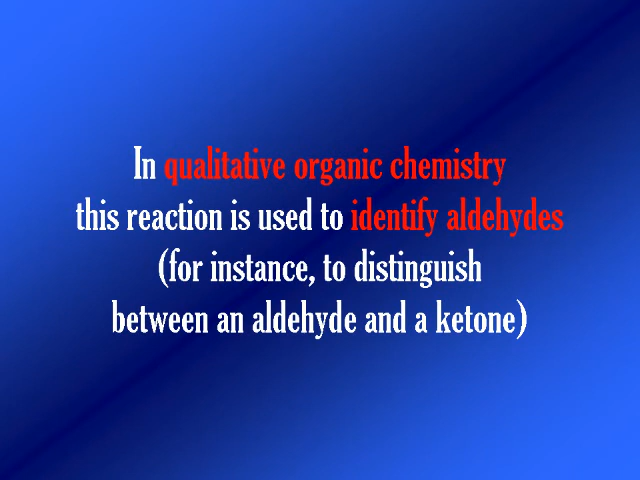 In qualitative organic chemistry
this reaction is used to identify aldehydes
(for instance, to distinguish
between an aldehyde and a ketone)